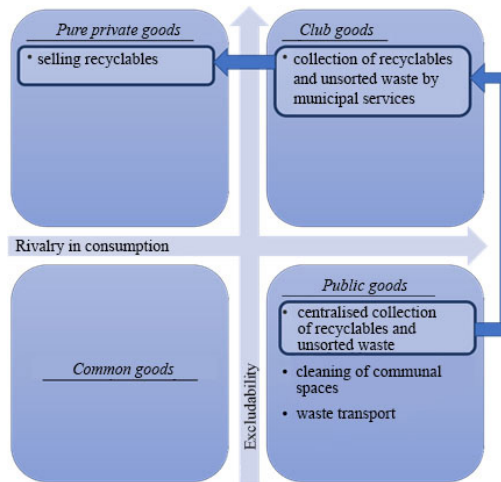 Pure private goods
• selling recyclables
Club goods
• collection of recyclables
and unsorted waste by
municipal services
Rivalry in consumption
Excludability
Common goods
Public goods
• centralised collection
of recyclables and
unsorted waste
• cleaning of communal
spaces
• waste transport